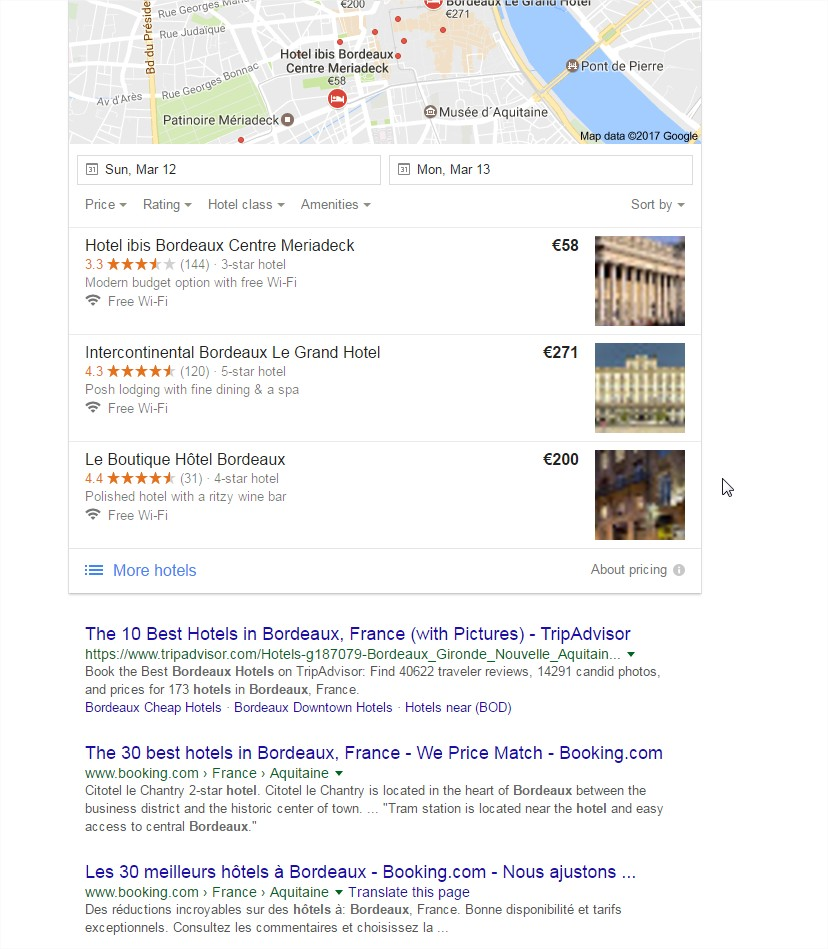 Rue Georges Man
€200
Bordeaux Le Grand Hotel
€271
Bd du Préside
Rue Judaïque
Hotel ibis Bordeaux
Centre Meriadeck
€58
Rue Georges Bonnac
Pont de Pierre
Av d'Arès
Patinoire Mériadeck
Musée d´Aquitaine
Map data ©2017 Google
31 Sun, Mar 12 31 Mon, Mar 13
Price Rating Hotel class Amenities Sort by
Hotel ibis Bordeaux Centre Meriadeck €58
3.3 (144) · 3-star hotel
Modern budget option with free Wi-Fi
Free Wi-Fi
Intercontinental Bordeaux Le Grand Hotel €271
4.3 (120) · 5-star hotel
Posh lodging with fine dining & a spa
Free Wi-Fi
Le Boutique Hôtel Bordeaux €200
4.4 (31) · 4-star hotel
Polished hotel with a ritzy wine bar
Free Wi-Fi
More hotels About pricing
The 10 Best Hotels in Bordeaux, France (with Pictures) - TripAdvisor
https://www.tripadvisor.com/Hotels-g187079-Bordeaux_Gironde_Nouvelle_Aquitain...
Book the Best Bordeaux Hotels on TripAdvisor: Find 40622 traveler reviews, 14291 candid photos,
and prices for 173 hotels in Bordeaux, France.
Bordeaux Cheap Hotels · Bordeaux Downtown Hotels · Hotels near (BOD)
The 30 best hotels in Bordeaux, France - We Price Match - Booking.com
www.booking.com › France › Aquitaine
Citotel le Chantry 2-star hotel. Citotel le Chantry is located in the heart of Bordeaux between the
business district and the historic center of town. ... "Tram station is located near the hotel and easy
access to central Bordeaux."
Les 30 meilleurs hôtels à Bordeaux - Booking.com - Nous ajustons ...
www.booking.com › France › Aquitaine Translate this page
Des réductions incroyables sur des hôtels à: Bordeaux, France. Bonne disponibilité et tarifs
exceptionnels. Consultez les commentaires et choisissez la ...